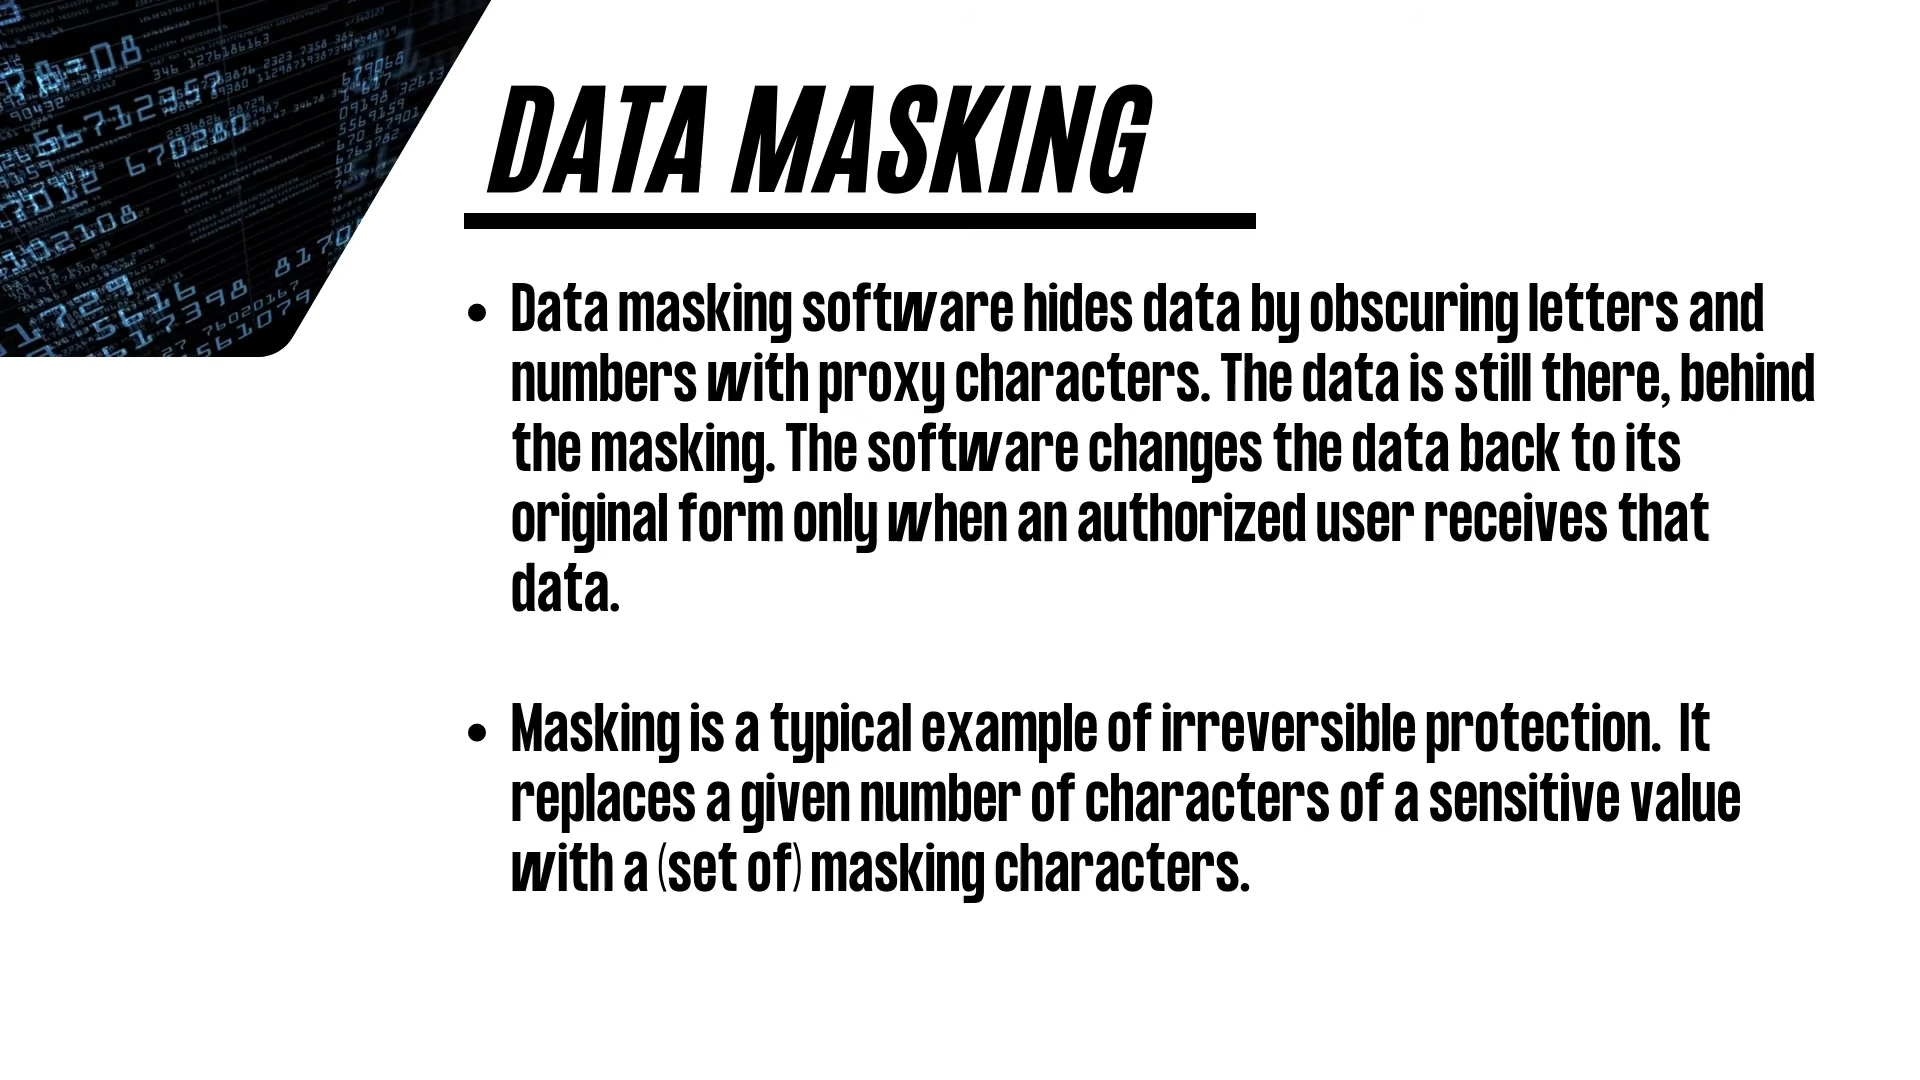 DATA MASKING
• Data masking software hides data by obscuring letters and
numbers with proxy characters. The data is still there, behind
the masking. The software changes the data back to its
original form only when an authorized user receives that
data.
• Masking is a typical example of irreversible protection.  It
replaces a given number of characters of a sensitive value
with a (set of) masking characters.